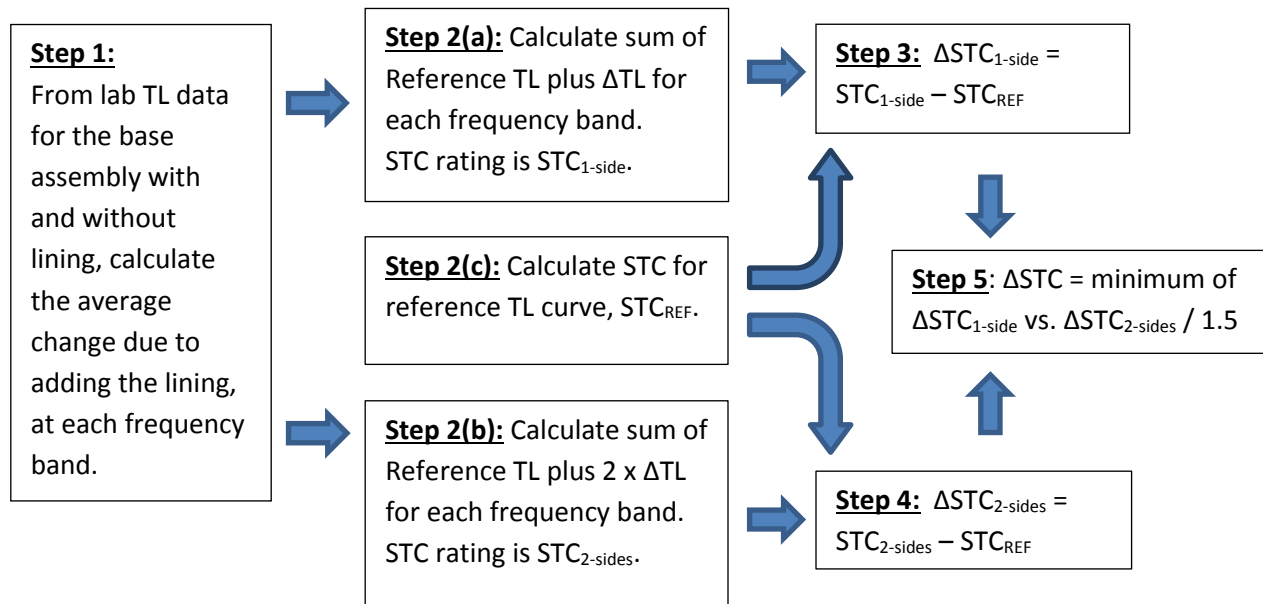 Step 1:
From lab TL data
for the base
assembly with
and without
lining, calculate
the average
change due to
adding the lining,
at each frequency
band.
Step 2(a): Calculate sum of
Reference TL plus ΔTL for
each frequency band.
STC rating is STC1-side.
Step 2(c): Calculate STC for
reference TL curve, STCREF.
Step 2(b): Calculate sum of
Reference TL plus 2 x ΔTL
for each frequency band.
STC rating is STC2-sides.
Step 3: ΔSTC1-side =
STC1-side – STCREF
Step 4: ΔSTC2-sides =
STC2-sides – STCREF
Step 5: ΔSTC = minimum of
ΔSTC1-side vs. ΔSTC2-sides / 1.5